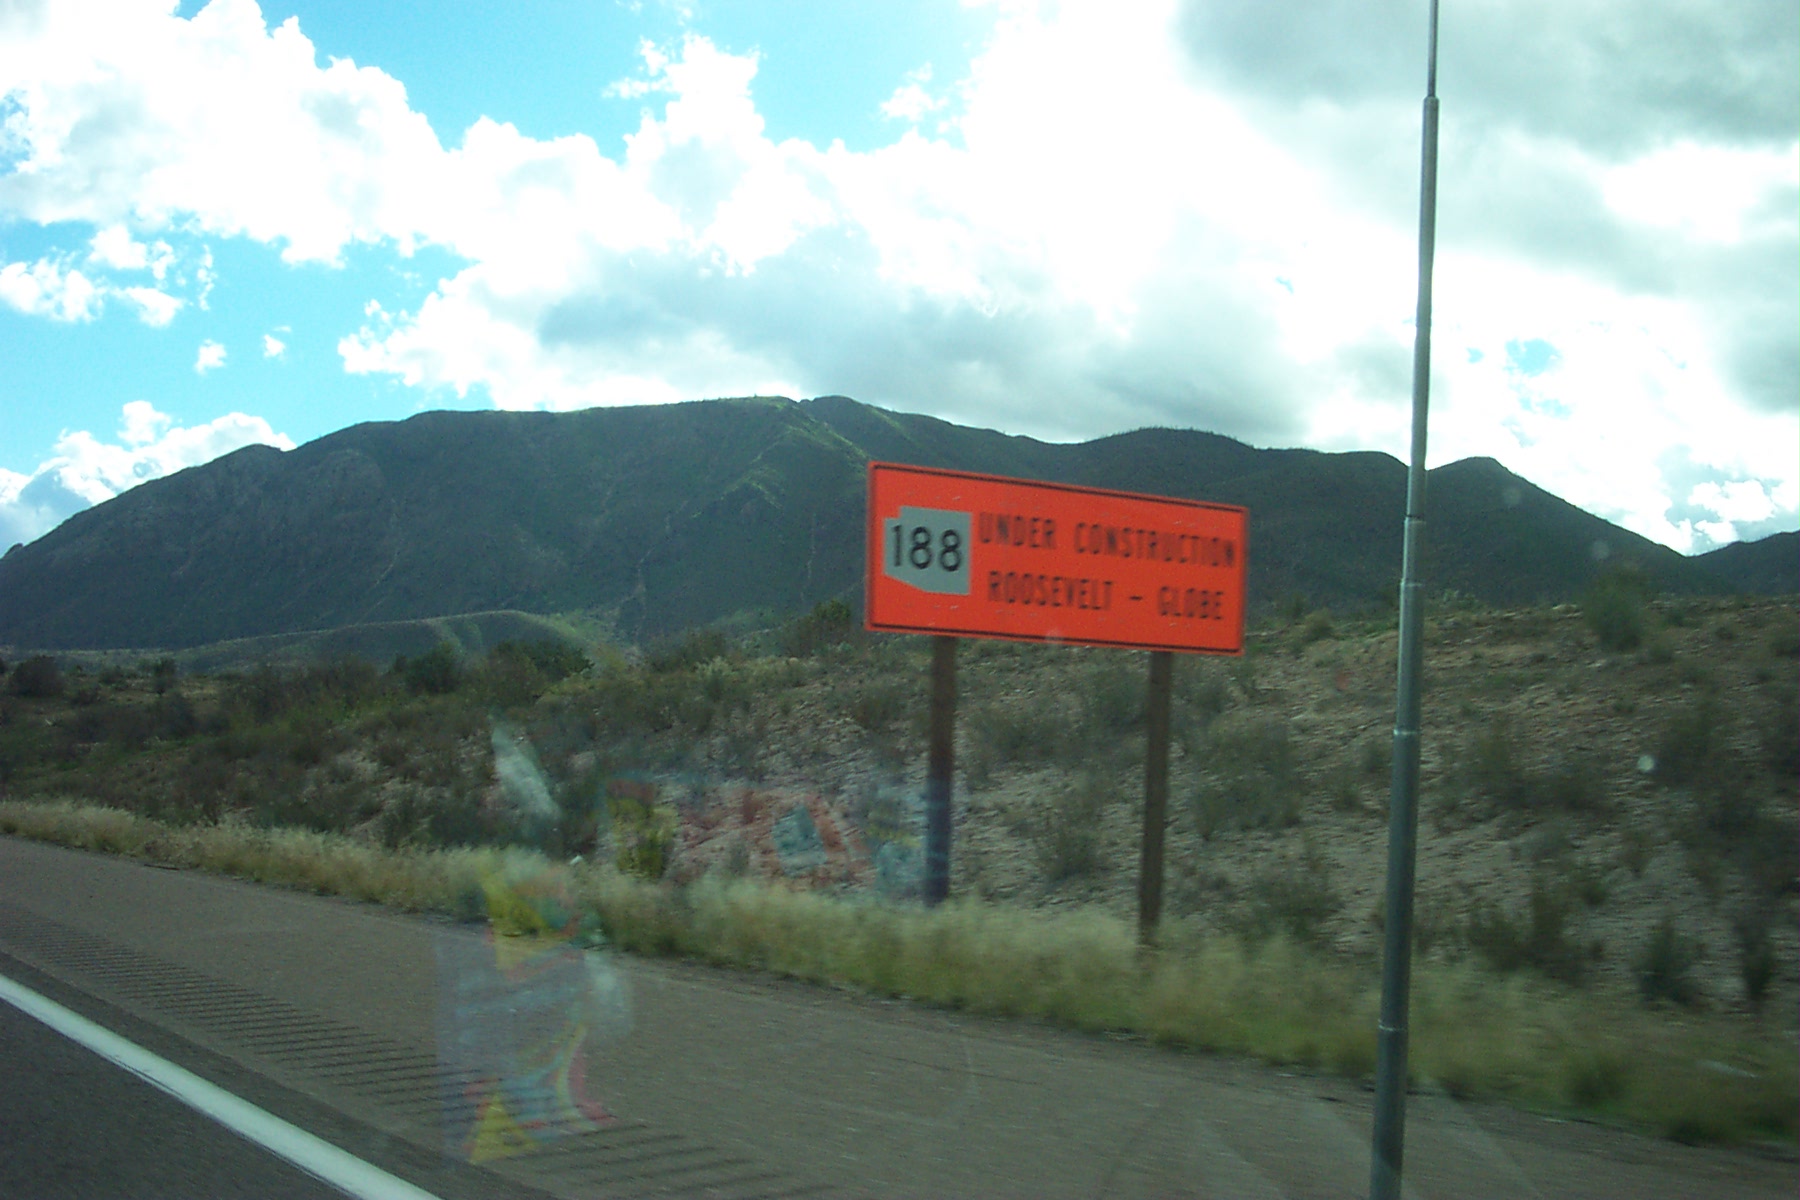 188
UNDER CONSTRUCTION
ROOSEVELT - GLOBE